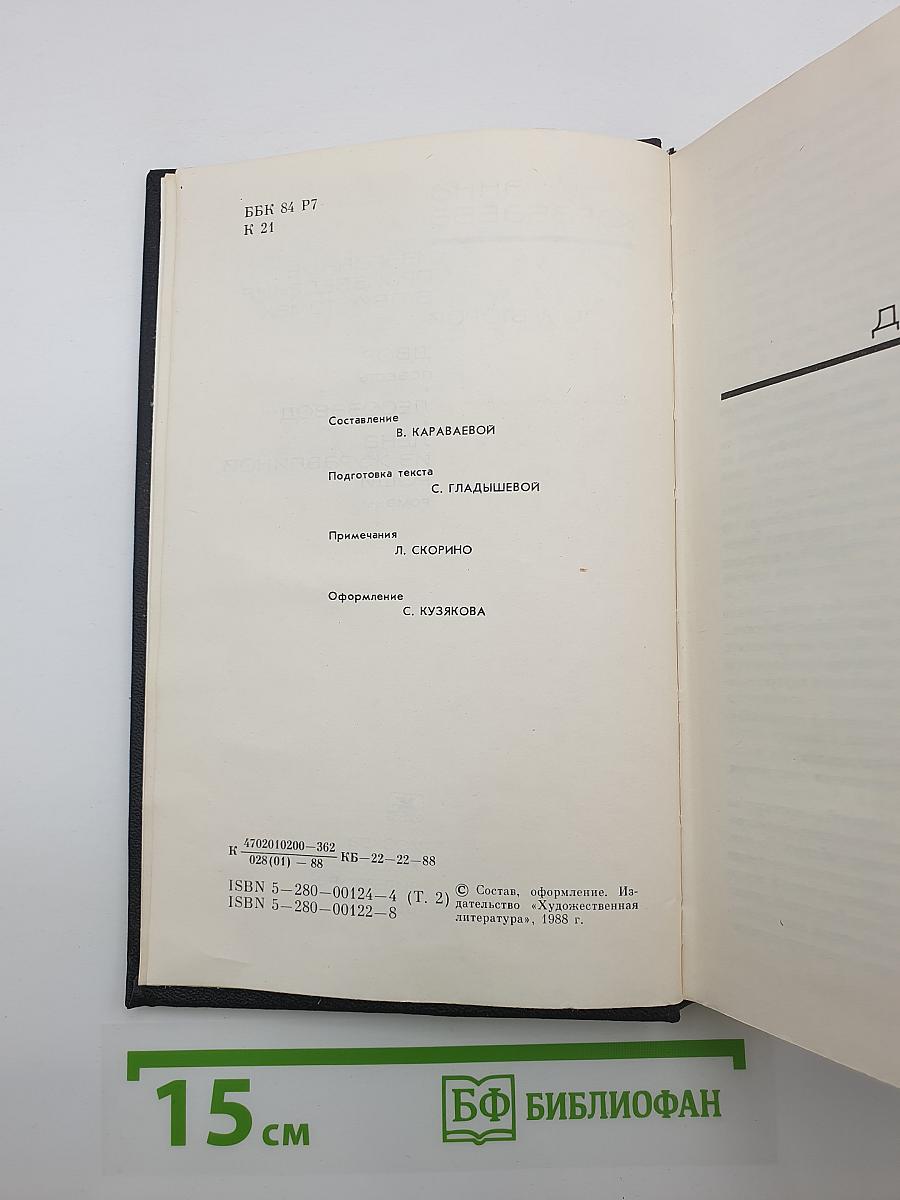 ББК 84 Р7
К 21
Составление
В. КАРАВАЕВОЙ
Подготовка текста
С. ГЛАДЫШЕВОЙ
Примечания
Л. СКОРИНО
Оформление
С. КУЗЯКОВА
К 4702010200—362
028(01) — 88 КБ—22—22—88
ISBN 5—280—00124—4 (Т. 2)
ISBN 5—280—00122—8
© Состав, оформление. Из-
дательство «Художественная
литература», 1988 г.
Д
15 см
БФ БИБЛИОФАН